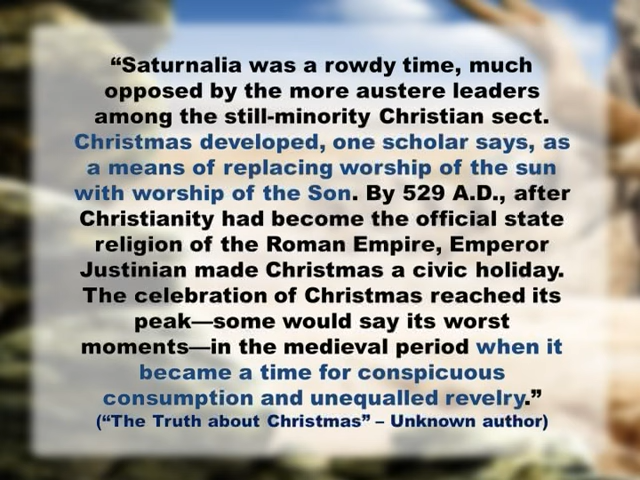 “Saturnalia was a rowdy time, much
opposed by the more austere leaders
among the still-minority Christian sect.
Christmas developed, one scholar says, as
a means of replacing worship of the sun
with worship of the Son. By 529 A.D., after
Christianity had become the official state
religion of the Roman Empire, Emperor
Justinian made Christmas a civic holiday.
The celebration of Christmas reached its
peak—some would say its worst
moments—in the medieval period when it
became a time for conspicuous
consumption and unequalled revelry.”
(“The Truth about Christmas” – Unknown author)